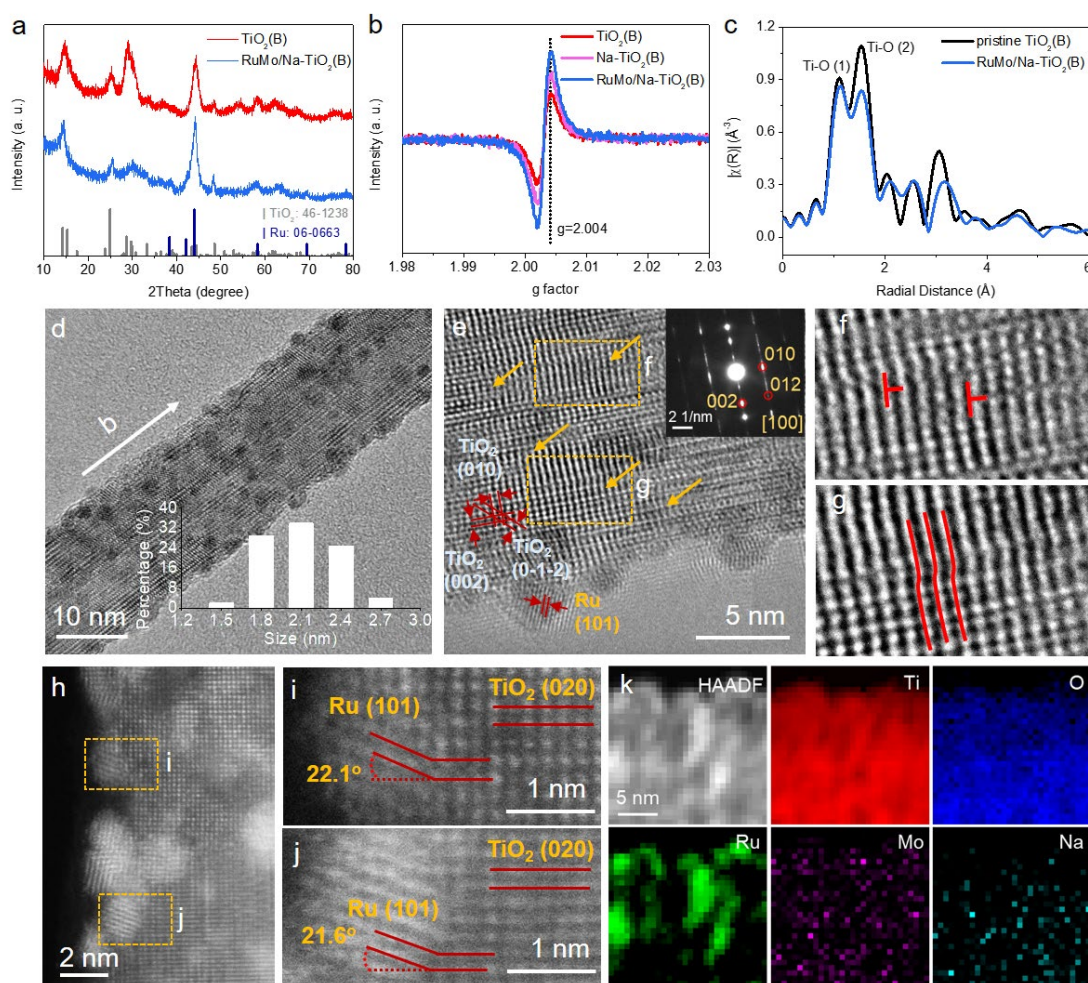 a
TiO2(B)
RuMo/Na-TiO2(B)
Intensity (a. u.)
TiO2: 46-1238
Ru: 06-0663
10 20 30 40 50 60 70 80
2Theta (degree)
b
TiO2(B)
Na-TiO2(B)
RuMo/Na-TiO2(B)
Intensity (a. u.)
g=2.004
1.98 1.99 2.00 2.01 2.02 2.03
g factor
c
1.2
0.9
0.6
0.3
0.0
|χ(R)| (Å-3)
Ti-O (1)
Ti-O (2)
pristine TiO2(B)
RuMo/Na-TiO2(B)
0 2 4 6
Radial Distance (Å)
d
b
10 nm
Percentage (%)
40
32
24
16
8
0
1.2 1.5 1.8 2.1 2.4 2.7 3.0
Size (nm)
e
f
g
TiO2
(010)
TiO2
(002)
TiO2
(0-1-2)
Ru
(101)
5 nm
010
012
002
[100]
2 1/nm
f
g
h
i
j
2 nm
i
Ru (101)
TiO2 (020)
22.1o
1 nm
j
TiO2 (020)
Ru (101)
21.6o
1 nm
k
HAADF
5 nm
Ti
O
Ru
Mo
Na